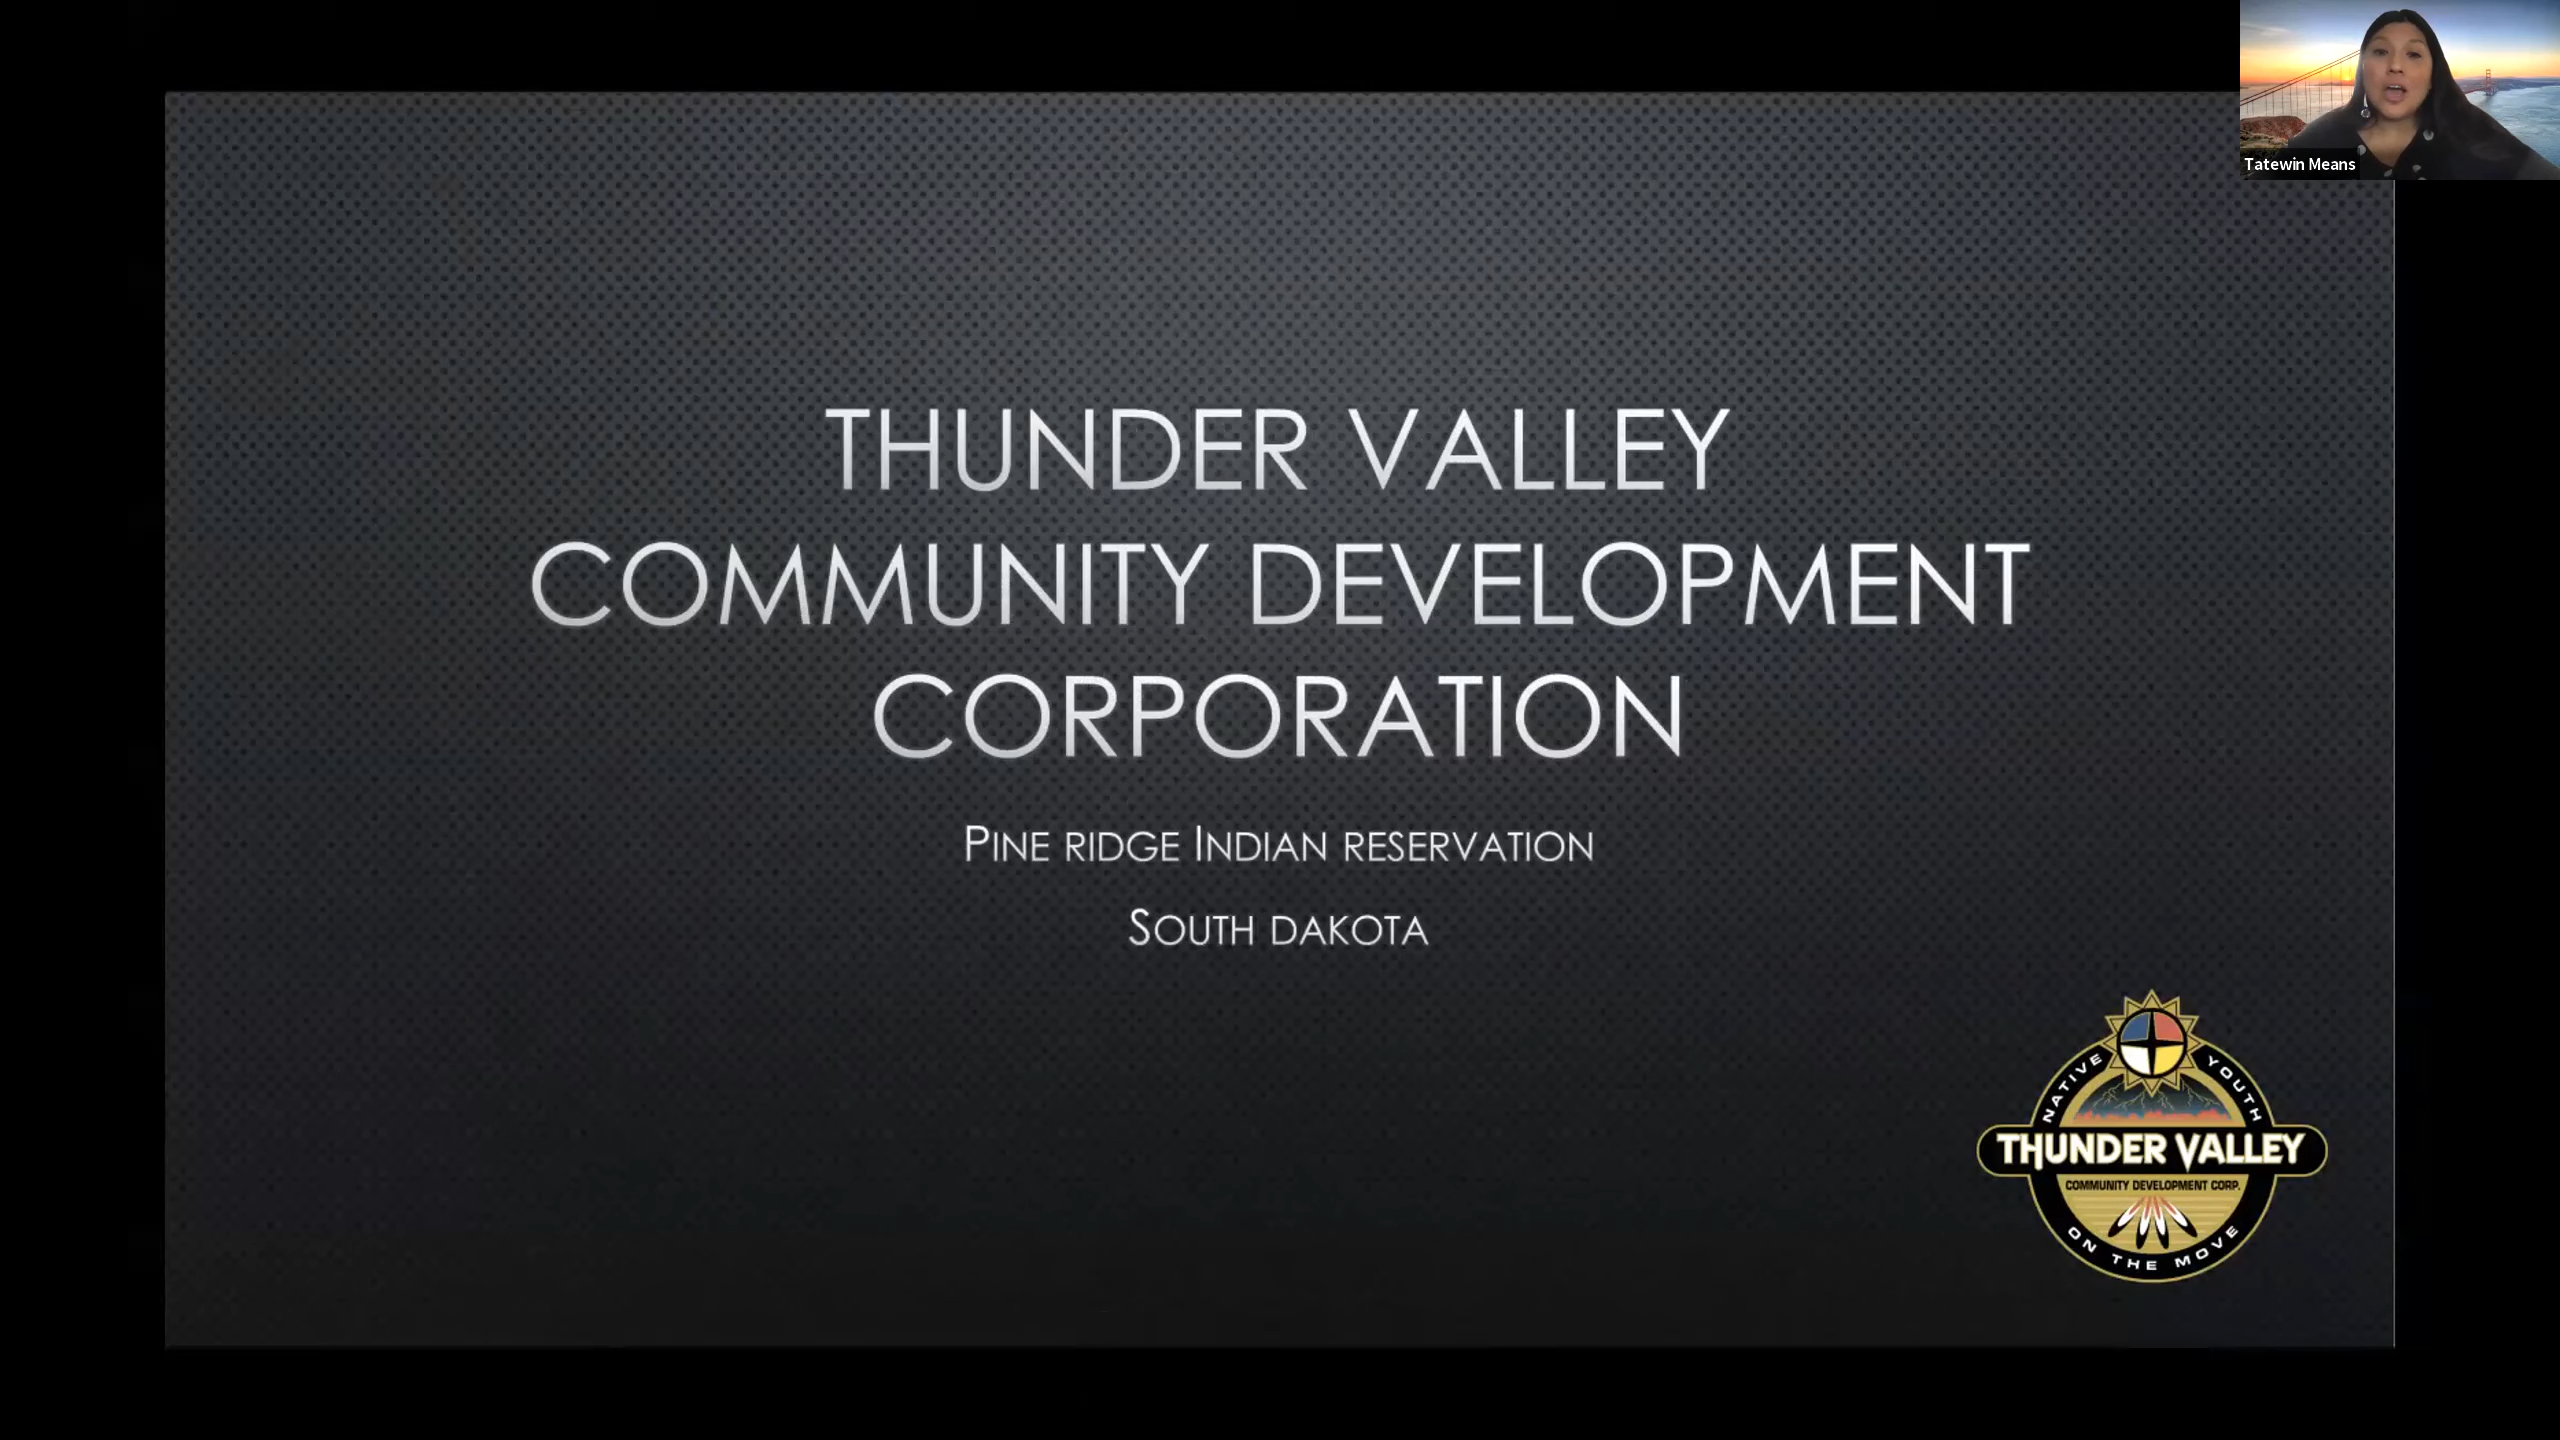 Tatewin Means
THUNDER VALLEY
COMMUNITY DEVELOPMENT
CORPORATION
PINE RIDGE INDIAN RESERVATION
SOUTH DAKOTA
NATIVE YOUTH
THUNDER VALLEY
COMMUNITY DEVELOPMENT CORP.
ON THE MOVE